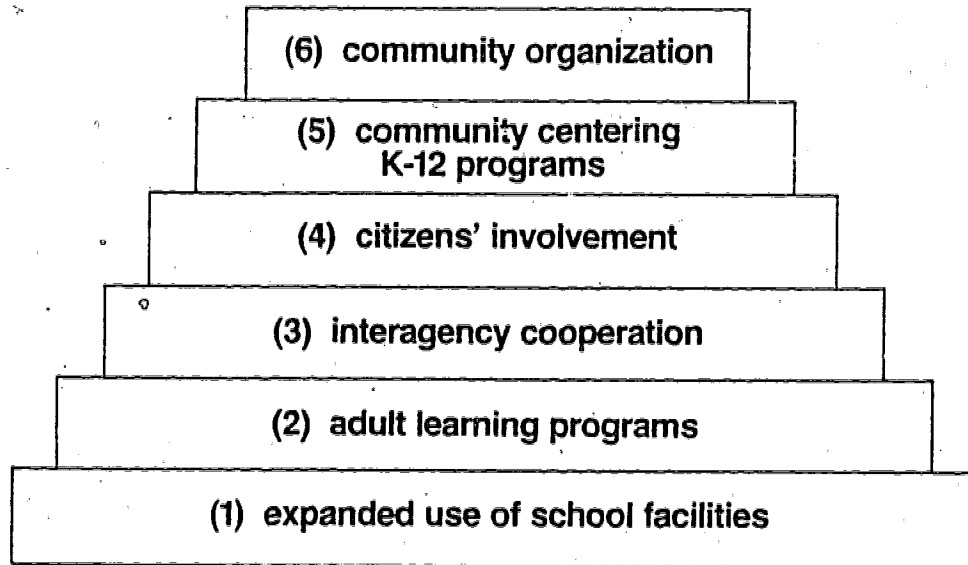 (6) community organization
(5) community centering
K-12 programs
(4) citizens' involvement
(3) interagency cooperation
(2) adult learning programs
(1) expanded use of school facilities